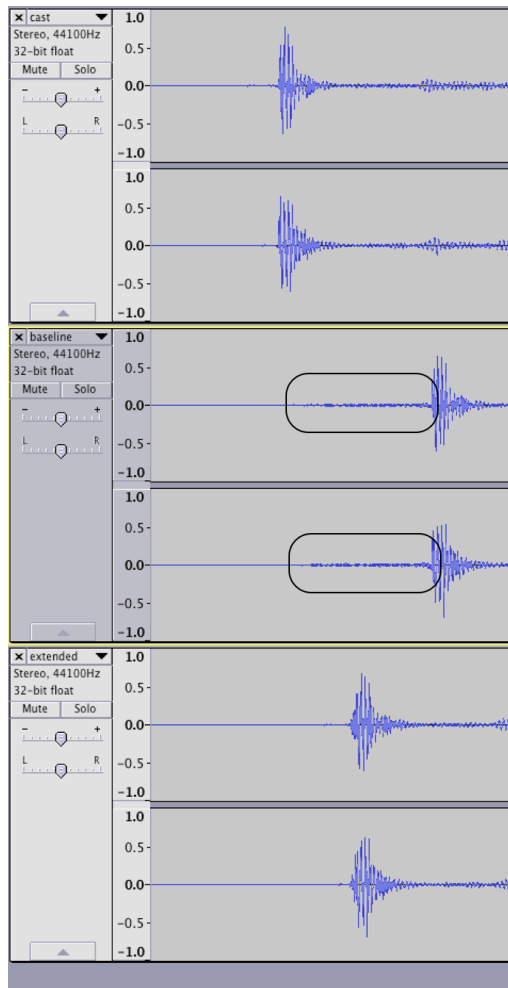 × cast ▼
Stereo, 44100Hz
32-bit float
Mute Solo
- +
L R
1.0
0.5-
0.0-
-0.5-
-1.0
1.0
0.5-
0.0-
-0.5-
-1.0
× baseline ▼
Stereo, 44100Hz
32-bit float
Mute Solo
- +
L R
1.0
0.5-
0.0-
-0.5-
-1.0
1.0
0.5-
0.0-
-0.5-
-1.0
× extended ▼
Stereo, 44100Hz
32-bit float
Mute Solo
- +
L R
1.0
0.5-
0.0-
-0.5-
-1.0
1.0
0.5-
0.0-
-0.5-
-1.0